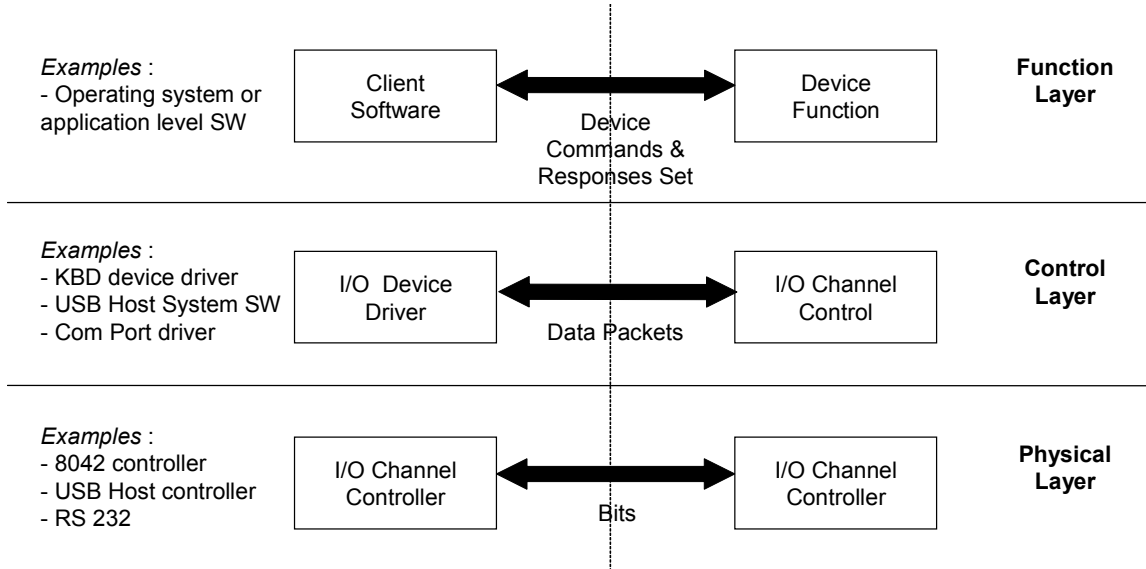 Examples :
- Operating system or
application level SW
Client
Software
Device
Commands &
Responses Set
Device
Function
Function
Layer
Examples :
- KBD device driver
- USB Host System SW
- Com Port driver
I/O Device
Driver
Data Packets
I/O Channel
Control
Control
Layer
Examples :
- 8042 controller
- USB Host controller
- RS 232
I/O Channel
Controller
Bits
I/O Channel
Controller
Physical
Layer